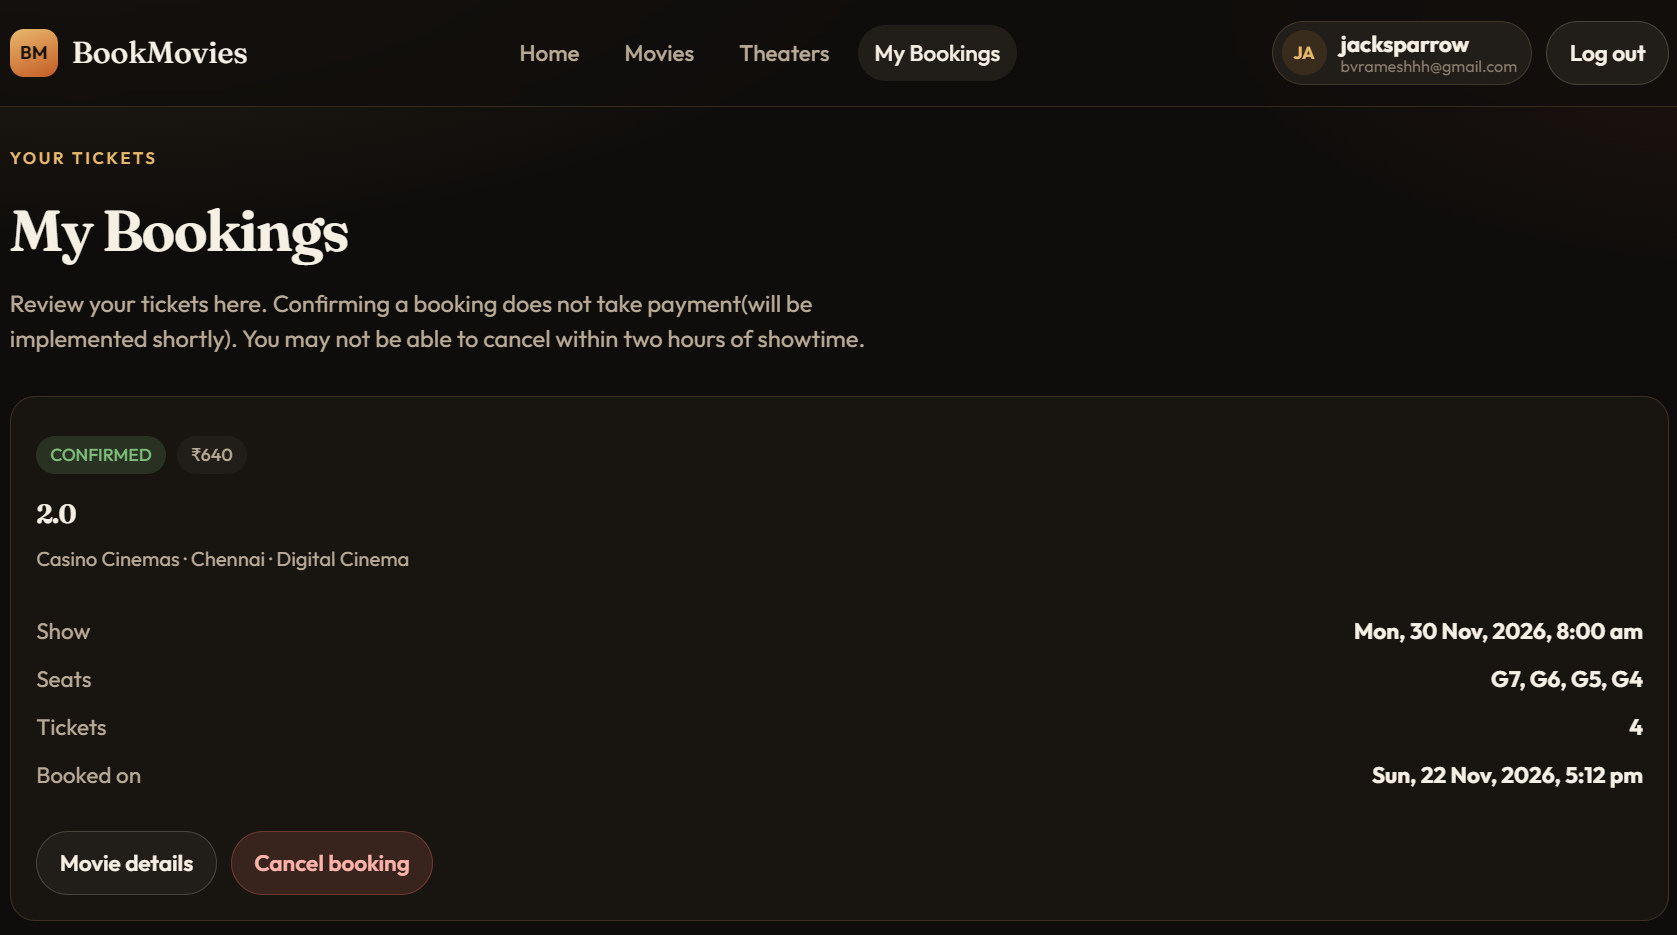 BM BookMovies Home Movies Theaters My Bookings JA jacksparrow Log out
bvrameshhh@gmail.com
YOUR TICKETS
My Bookings
Review your tickets here. Confirming a booking does not take payment(will be
implemented shortly). You may not be able to cancel within two hours of showtime.
CONFIRMED ₹640
2.0
Casino Cinemas · Chennai · Digital Cinema
Show Mon, 30 Nov, 2026, 8:00 am
Seats G7, G6, G5, G4
Tickets 4
Booked on Sun, 22 Nov, 2026, 5:12 pm
Movie details Cancel booking